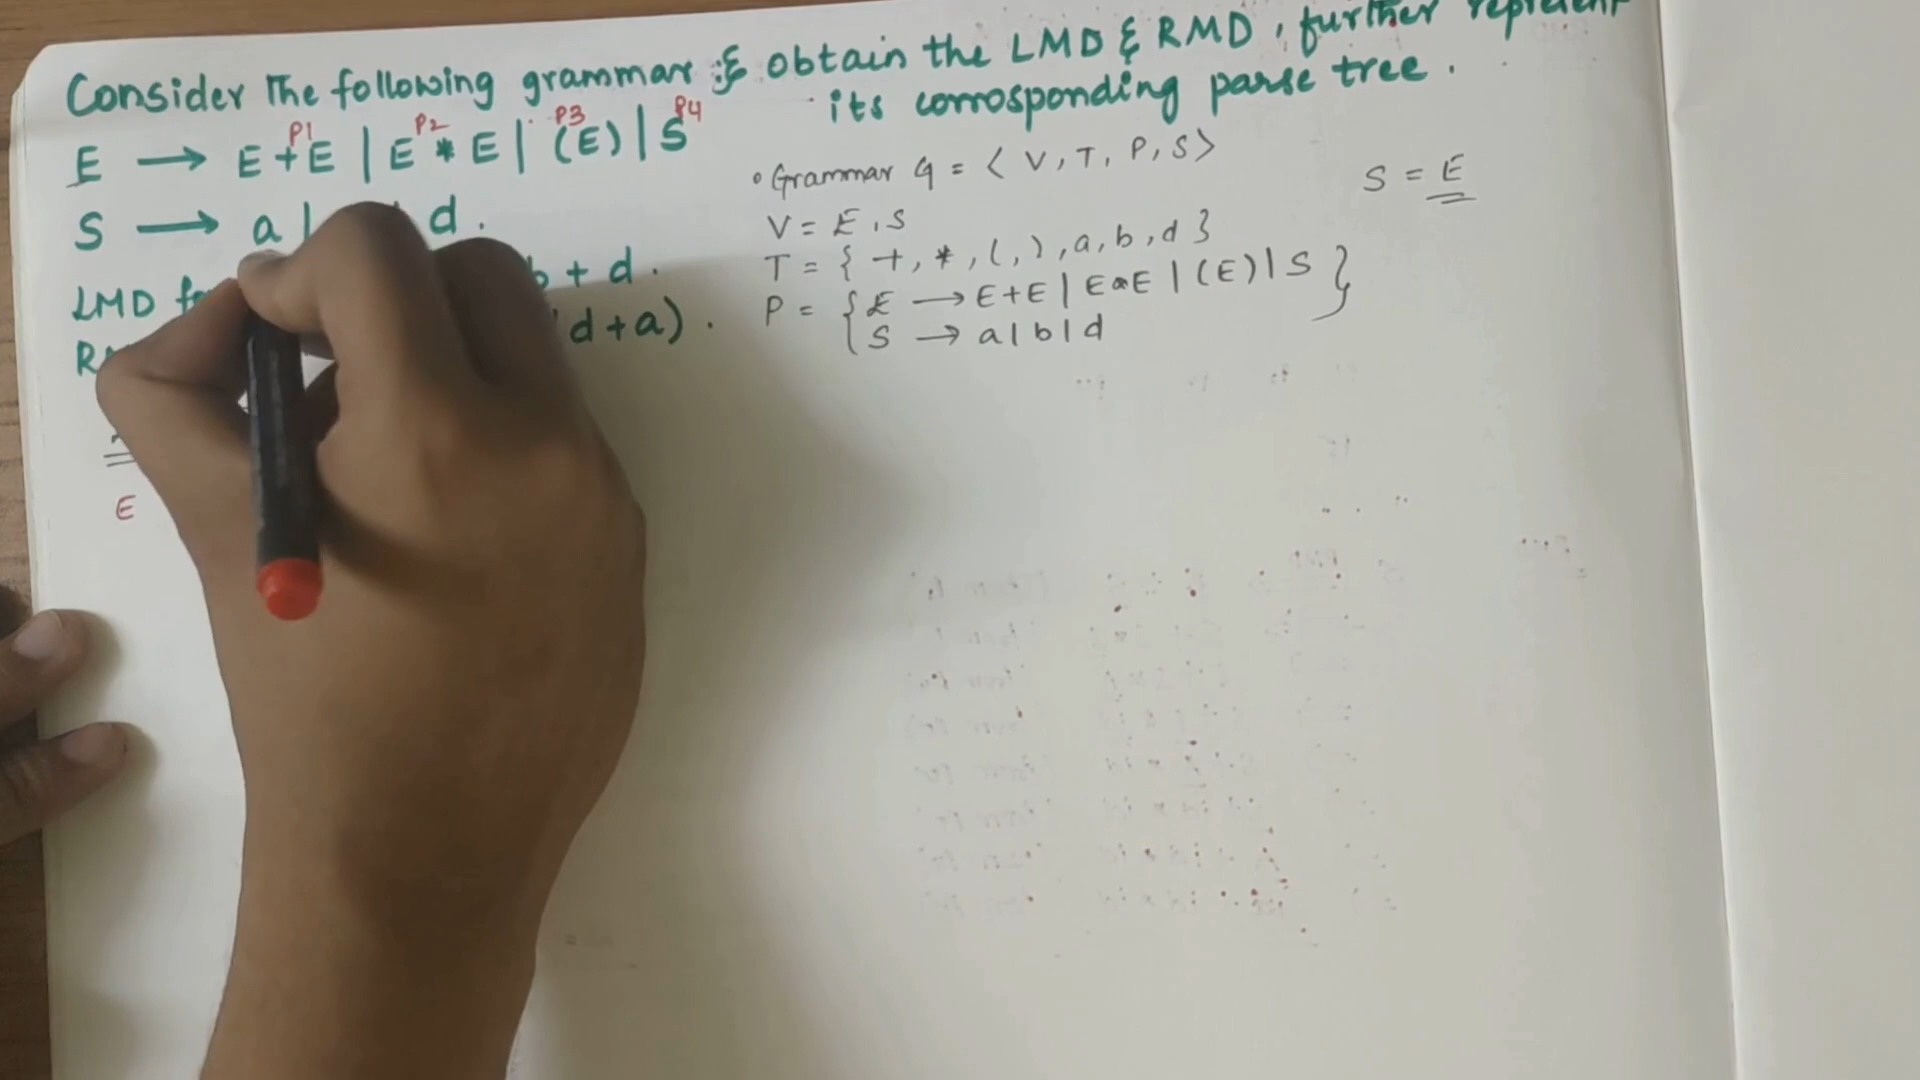 Consider The following grammar & obtain the LMD & RMD, further represent
its corrosponding parse tree.
P1 P2 P3 P4
E → E+E | E * E | (E) | S
S → a | d.
LMD b + d.
d+a).
E
• Grammar G = < V, T, P, S>
S = E
V = E, S
T = { +, *, (, ), a, b, d }
P = { E → E+E | E*E | (E) | S }
S → a | b | d